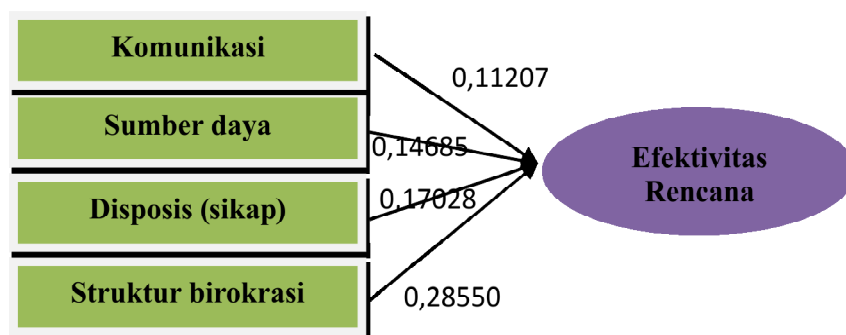 Komunikasi
0,11207
Sumber daya
0,14685
Efektivitas
Rencana
Disposis (sikap)
0,17028
Struktur birokrasi
0,28550